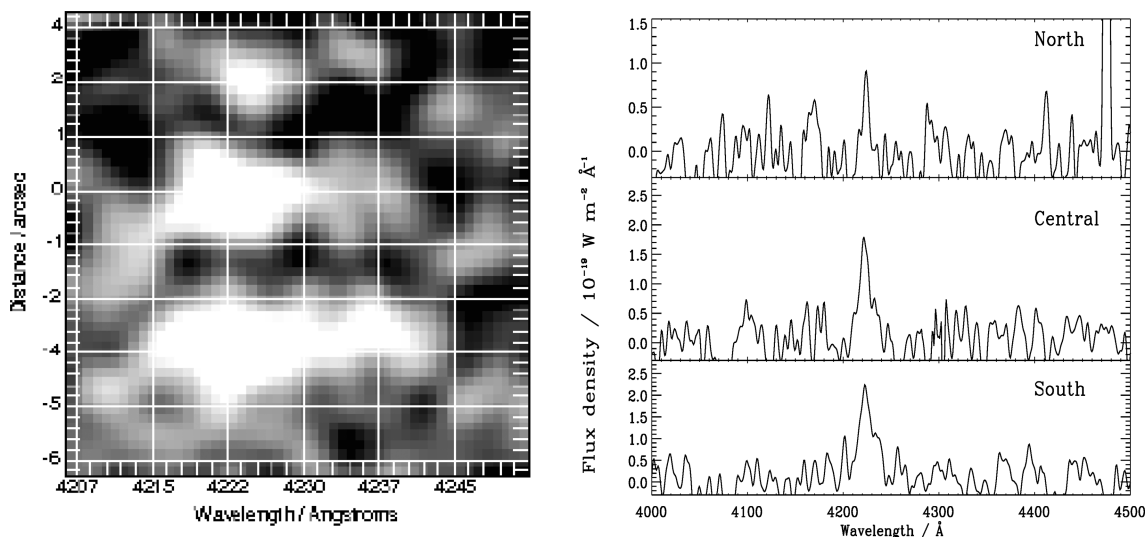 4
2
1
0
-1
-2
-4
-5
-6
Distance / arcsec
4207 4215 4222 4230 4237 4245
Wavelength / Angstroms
Flux density / 10⁻¹⁹ W m⁻² Å⁻¹
North
1.5
1.0
0.5
0.0
Central
2.5
2.0
1.5
1.0
0.5
0.0
South
2.5
2.0
1.5
1.0
0.5
0.0
4000 4100 4200 4300 4400 4500
Wavelength / Å